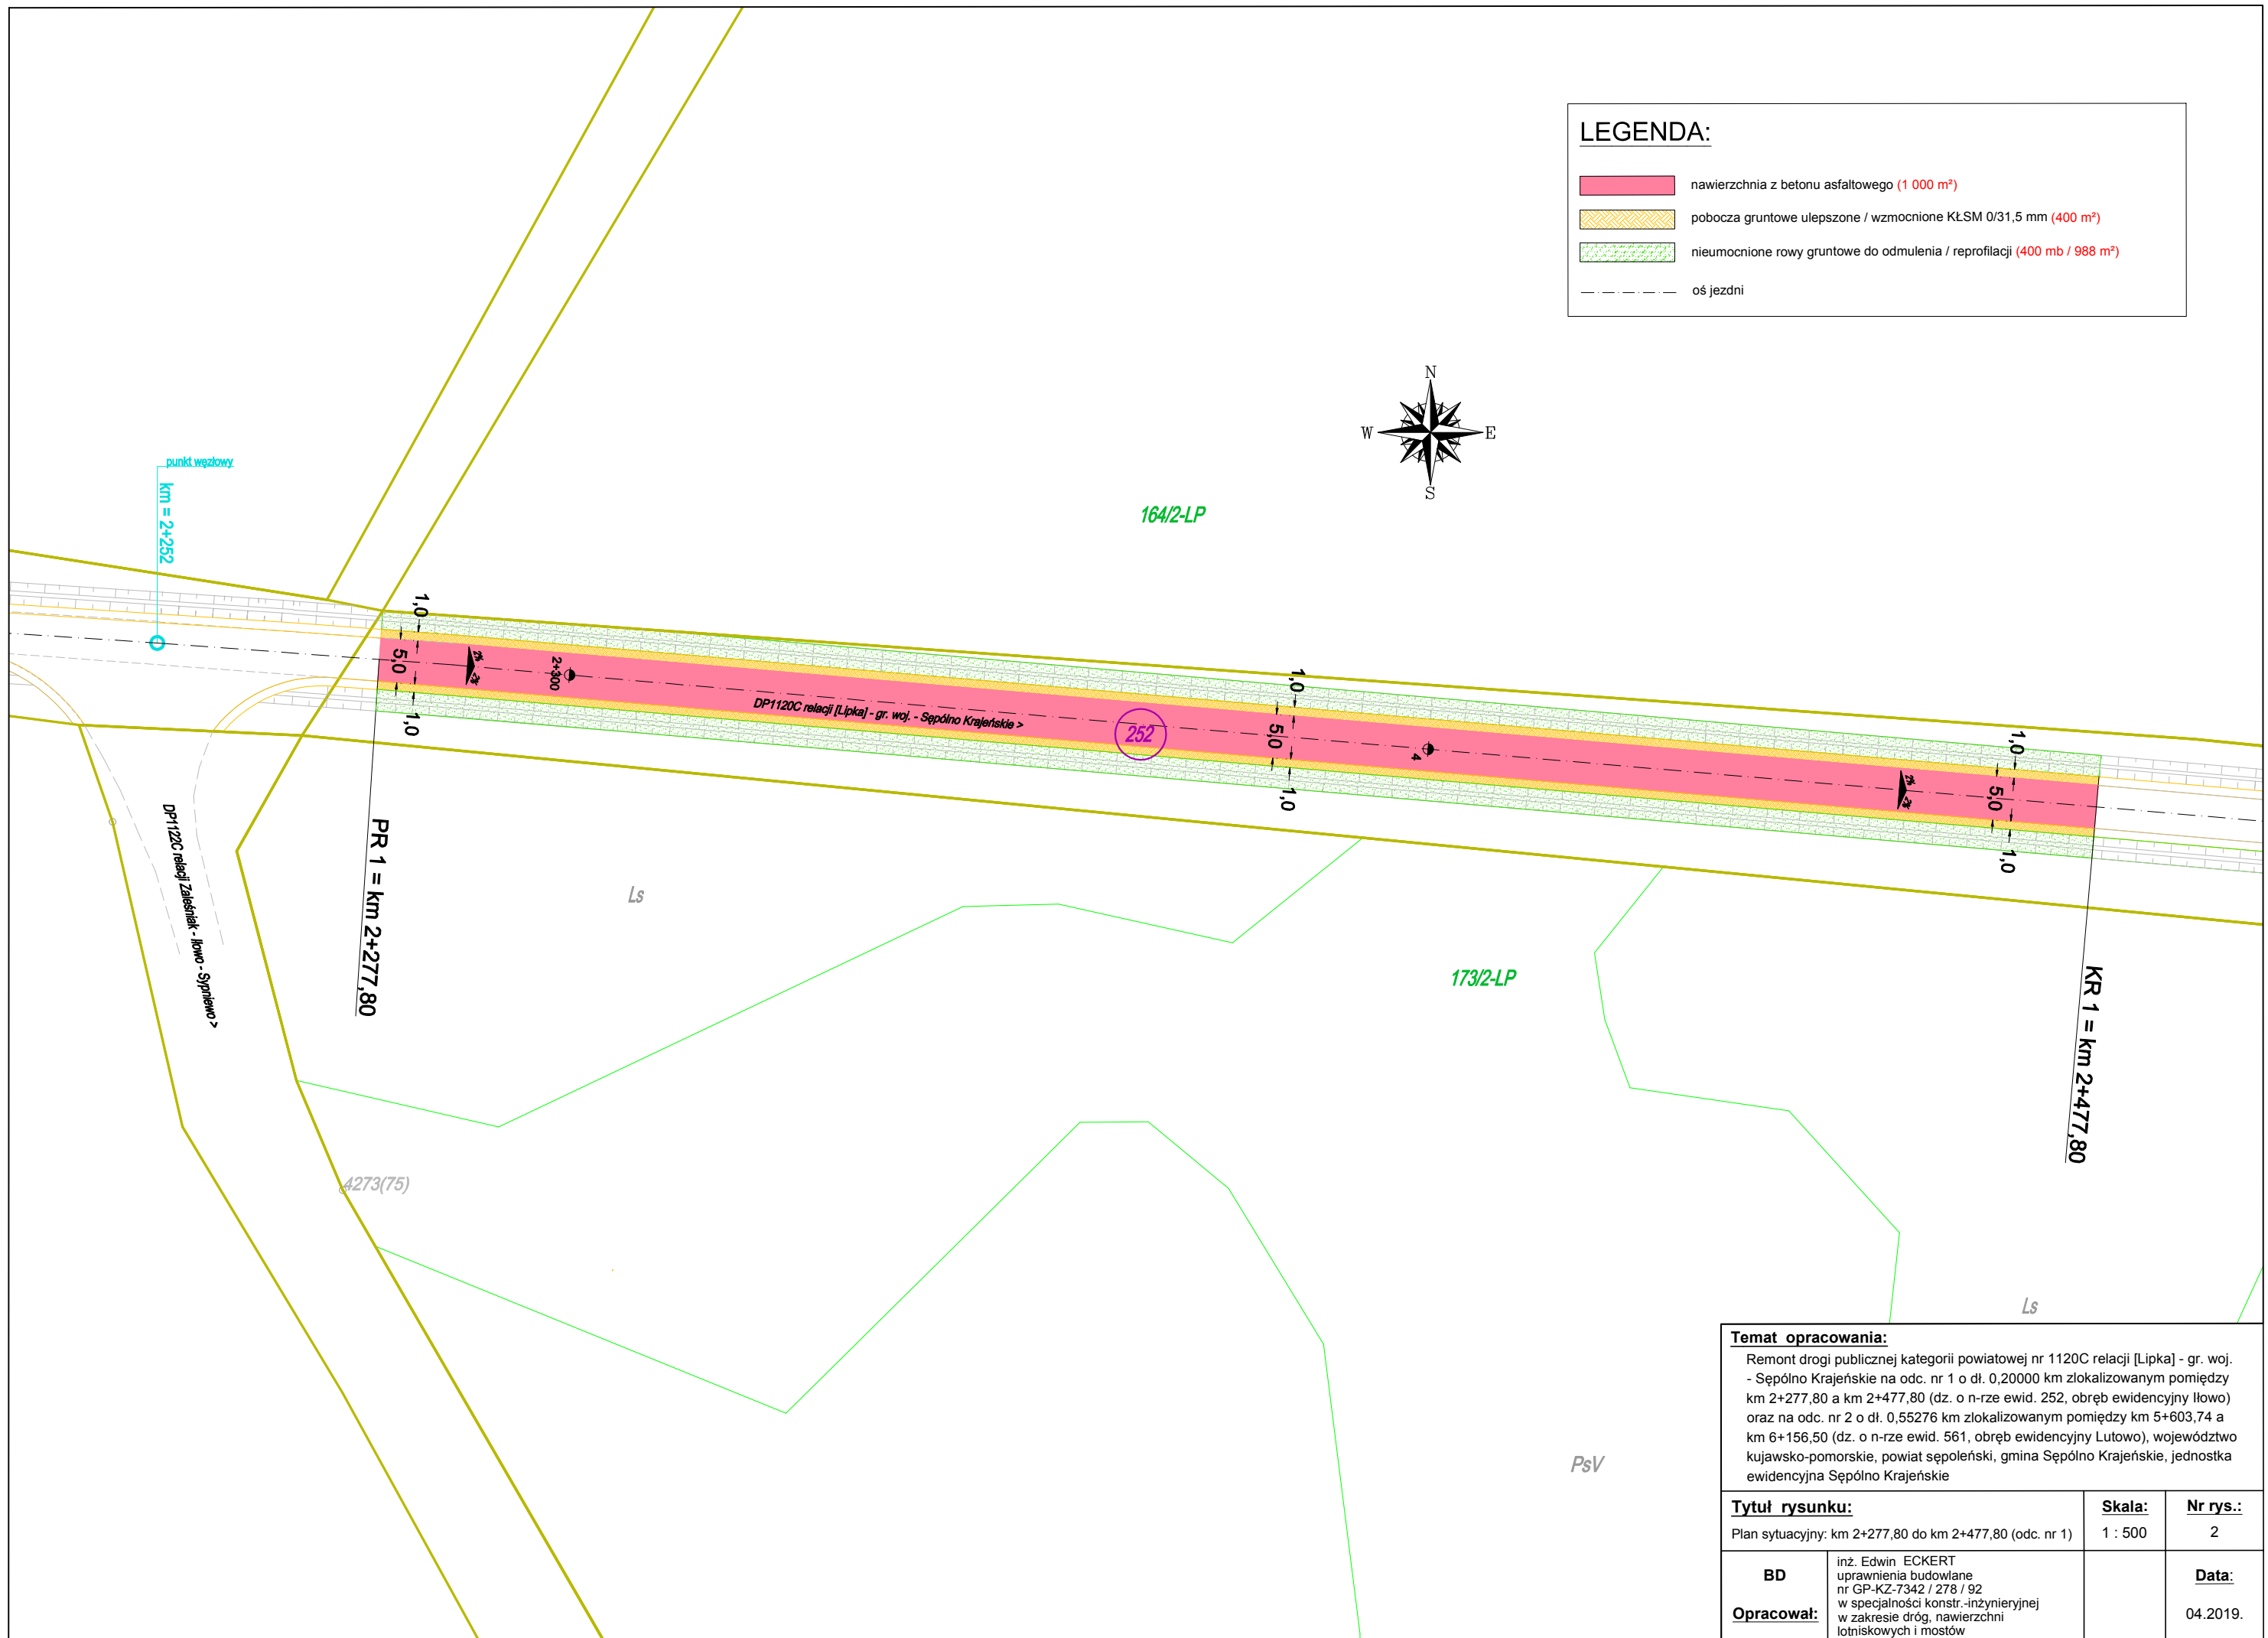 LEGENDA:
nawierzchnia z betonu asfaltowego (1 000 m²)
pobocza gruntowe ulepszone / wzmocnione KŁSM 0/31,5 mm (400 m²)
nieumocnione rowy gruntowe do odmulenia / reprofilacji (400 mb / 988 m²)
oś jezdni
N
W
E
S
punkt węzłowy
km = 2+252
164/2-LP
1,0
5,0
1,0
2%
2%
2+300
DP1120C relacji [Lipka] - gr. woj. - Sępólno Krajeńskie >
252
1,0
5,0
1,0
4
2%
2%
1,0
5,0
1,0
PR 1 = km 2+277,80
KR 1 = km 2+477,80
DP1122C relacji Zaleśniak - Iłowo - Sypniewo >
Ls
173/2-LP
4273(75)
Ls
PsV
Temat opracowania:
Remont drogi publicznej kategorii powiatowej nr 1120C relacji [Lipka] - gr. woj.
- Sępólno Krajeńskie na odc. nr 1 o dł. 0,20000 km zlokalizowanym pomiędzy
km 2+277,80 a km 2+477,80 (dz. o n-rze ewid. 252, obręb ewidencyjny Iłowo)
oraz na odc. nr 2 o dł. 0,55276 km zlokalizowanym pomiędzy km 5+603,74 a
km 6+156,50 (dz. o n-rze ewid. 561, obręb ewidencyjny Lutowo), województwo
kujawsko-pomorskie, powiat sępoleński, gmina Sępólno Krajeńskie, jednostka
ewidencyjna Sępólno Krajeńskie
Tytuł rysunku:
Plan sytuacyjny: km 2+277,80 do km 2+477,80 (odc. nr 1)
Skala:
1 : 500
Nr rys.:
2
BD
Opracował:
inż. Edwin ECKERT
uprawnienia budowlane
nr GP-KZ-7342 / 278 / 92
w specjalności konstr.-inżynieryjnej
w zakresie dróg, nawierzchni
lotniskowych i mostów
Data:
04.2019.